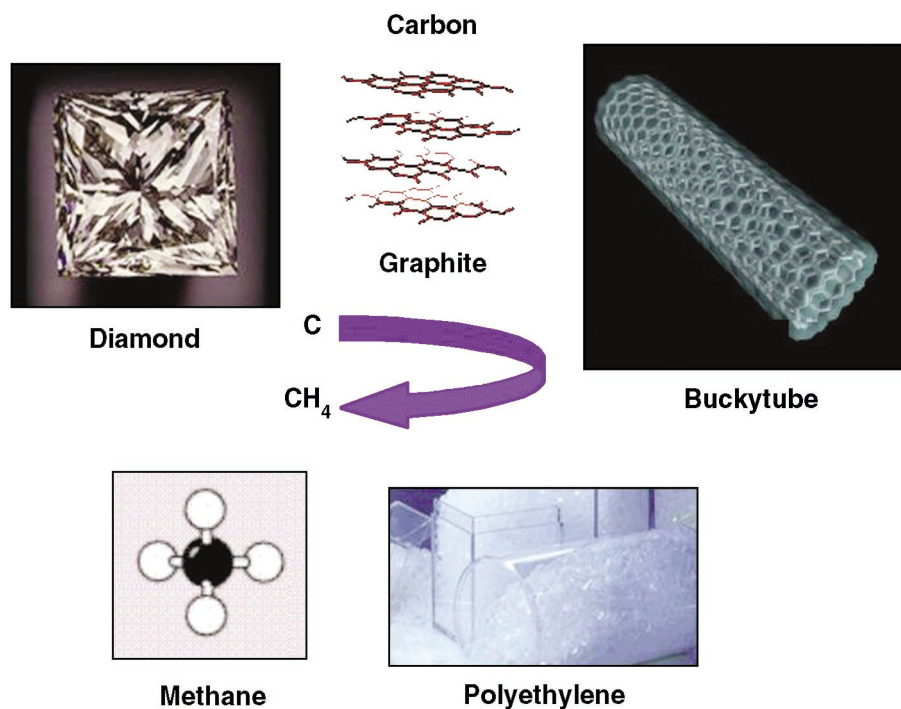 Carbon
Graphite
Diamond
C
CH₄
Buckytube
Methane
Polyethylene